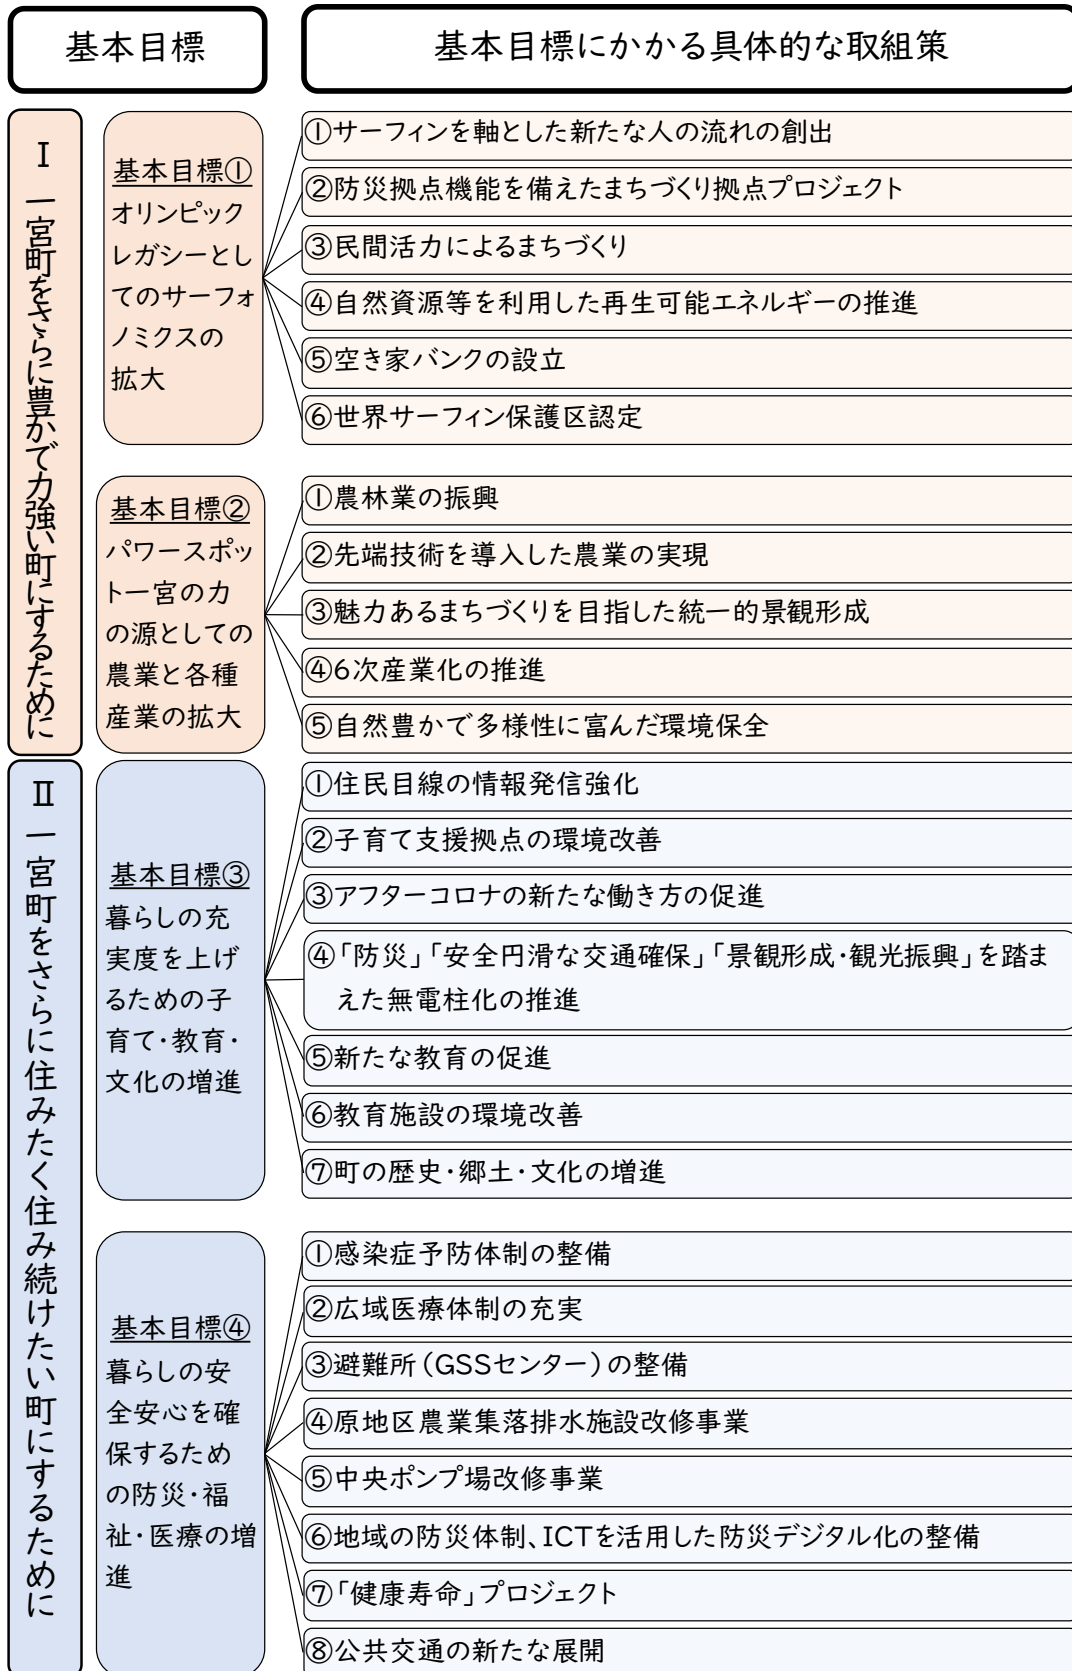 基本目標
基本目標にかかる具体的な取組策
Ⅰ 一宮町をさらに豊かで力強い町にするために
基本目標①
オリンピック
レガシーとし
てのサーフォ
ノミクスの
拡大
①サーフィンを軸とした新たな人の流れの創出
②防災拠点機能を備えたまちづくり拠点プロジェクト
③民間活力によるまちづくり
④自然資源等を利用した再生可能エネルギーの推進
⑤空き家バンクの設立
⑥世界サーフィン保護区認定
基本目標②
パワースポッ
ト一宮の力
の源としての
農業と各種
産業の拡大
①農林業の振興
②先端技術を導入した農業の実現
③魅力あるまちづくりを目指した統一的景観形成
④6次産業化の推進
⑤自然豊かで多様性に富んだ環境保全
Ⅱ 一宮町をさらに住みたく住み続けたい町にするために
基本目標③
暮らしの充
実度を上げ
るための子
育て・教育・
文化の増進
①住民目線の情報発信強化
②子育て支援拠点の環境改善
③アフターコロナの新たな働き方の促進
④「防災」「安全円滑な交通確保」「景観形成・観光振興」を踏ま
えた無電柱化の推進
⑤新たな教育の促進
⑥教育施設の環境改善
⑦町の歴史・郷土・文化の増進
基本目標④
暮らしの安
全安心を確
保するため
の防災・福
祉・医療の増
進
①感染症予防体制の整備
②広域医療体制の充実
③避難所（GSSセンター）の整備
④原地区農業集落排水施設改修事業
⑤中央ポンプ場改修事業
⑥地域の防災体制、ICTを活用した防災デジタル化の整備
⑦「健康寿命」プロジェクト
⑧公共交通の新たな展開